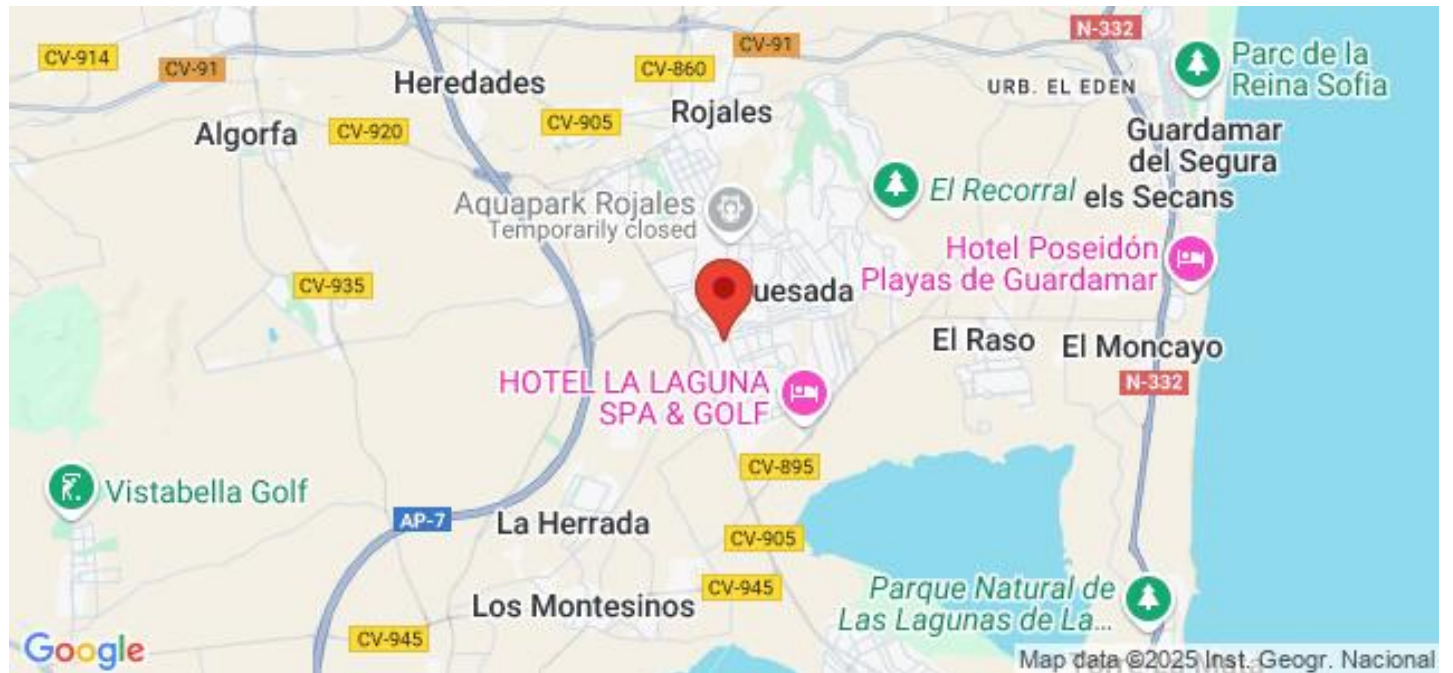 N-332
CV-914
CV-91
CV-91
Heredades
CV-860
Parc de la
Reina Sofia
URB. EL EDEN
Algorfa
CV-920
CV-905
Rojales
Guardamar
del Segura
El Recorral
els Secans
Aquapark Rojales
Temporarily closed
Hotel Poseidón
Playas de Guardamar
CV-935
uesada
El Raso
El Moncayo
HOTEL LA LAGUNA
SPA & GOLF
N-332
CV-895
Vistabella Golf
AP-7
La Herrada
CV-905
CV-945
Los Montesinos
Parque Natural de
Las Lagunas de La...
CV-945
Google
Map data ©2025 Inst. Geogr. Nacional